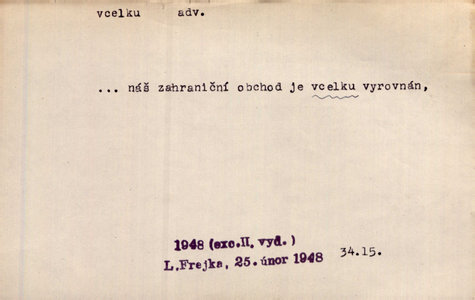 vcelku adv.
... náš zahraniční obchod je vcelku vyrovnán,
1948 (exc.II. vyd.)
L.Frejka, 25. únor 1948 34.15.